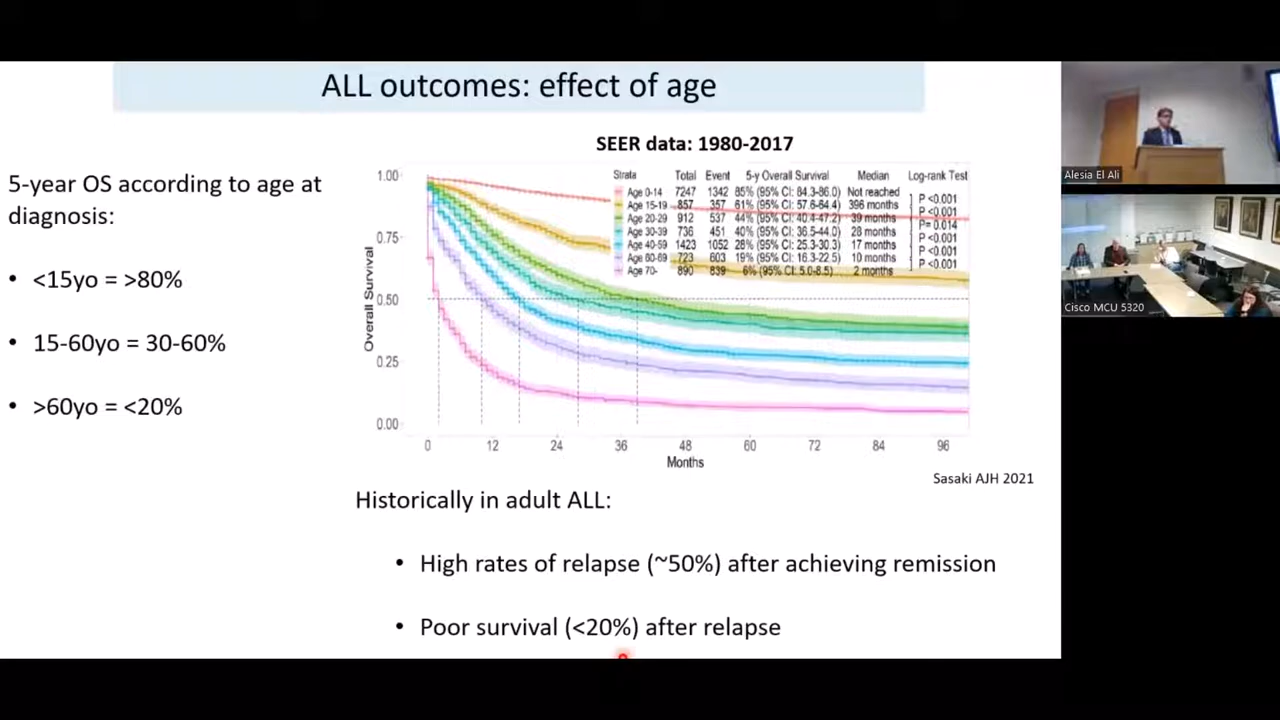 ALL outcomes: effect of age
SEER data: 1980-2017
5-year OS according to age at
diagnosis:
• <15yo = >80%
• 15-60yo = 30-60%
• >60yo = <20%
Overall Survival
1.00
0.75
0.50
0.25
0.00
Strata Total Event 5-y Overall Survival Median Log-rank Test
Age 0-14 7247 1342 85% (95% CI: 84.3-86.0) Not reached
Age 15-19 857 357 61% (95% CI: 57.6-64.4) 396 months
Age 20-29 912 537 44% (95% CI: 40.4-47.2) 39 months
Age 30-39 736 451 40% (95% CI: 36.5-44.0) 28 months
Age 40-59 1423 1052 28% (95% CI: 25.3-30.3) 17 months
Age 60-69 723 603 19% (95% CI: 16.3-22.5) 10 months
Age 70- 890 839 6% (95% CI: 5.0-8.5) 2 months
P <0.001
P <0.001
P= 0.014
P <0.001
P <0.001
P <0.001
0 12 24 36 48 60 72 84 96
Months
Sasaki AJH 2021
Historically in adult ALL:
• High rates of relapse (~50%) after achieving remission
• Poor survival (<20%) after relapse
Alesia El Ali
Cisco MCU 5320